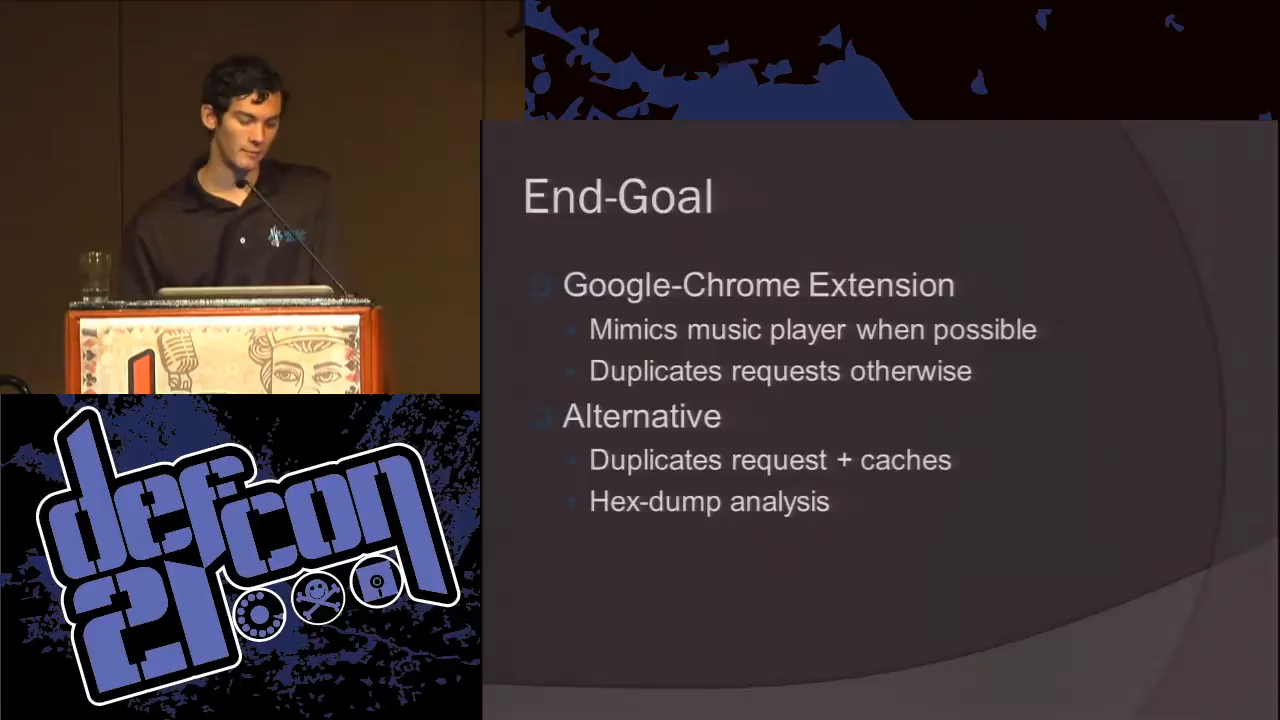 End-Goal
Google-Chrome Extension
Mimics music player when possible
Duplicates requests otherwise
Alternative
Duplicates request + caches
Hex-dump analysis
defcon
21